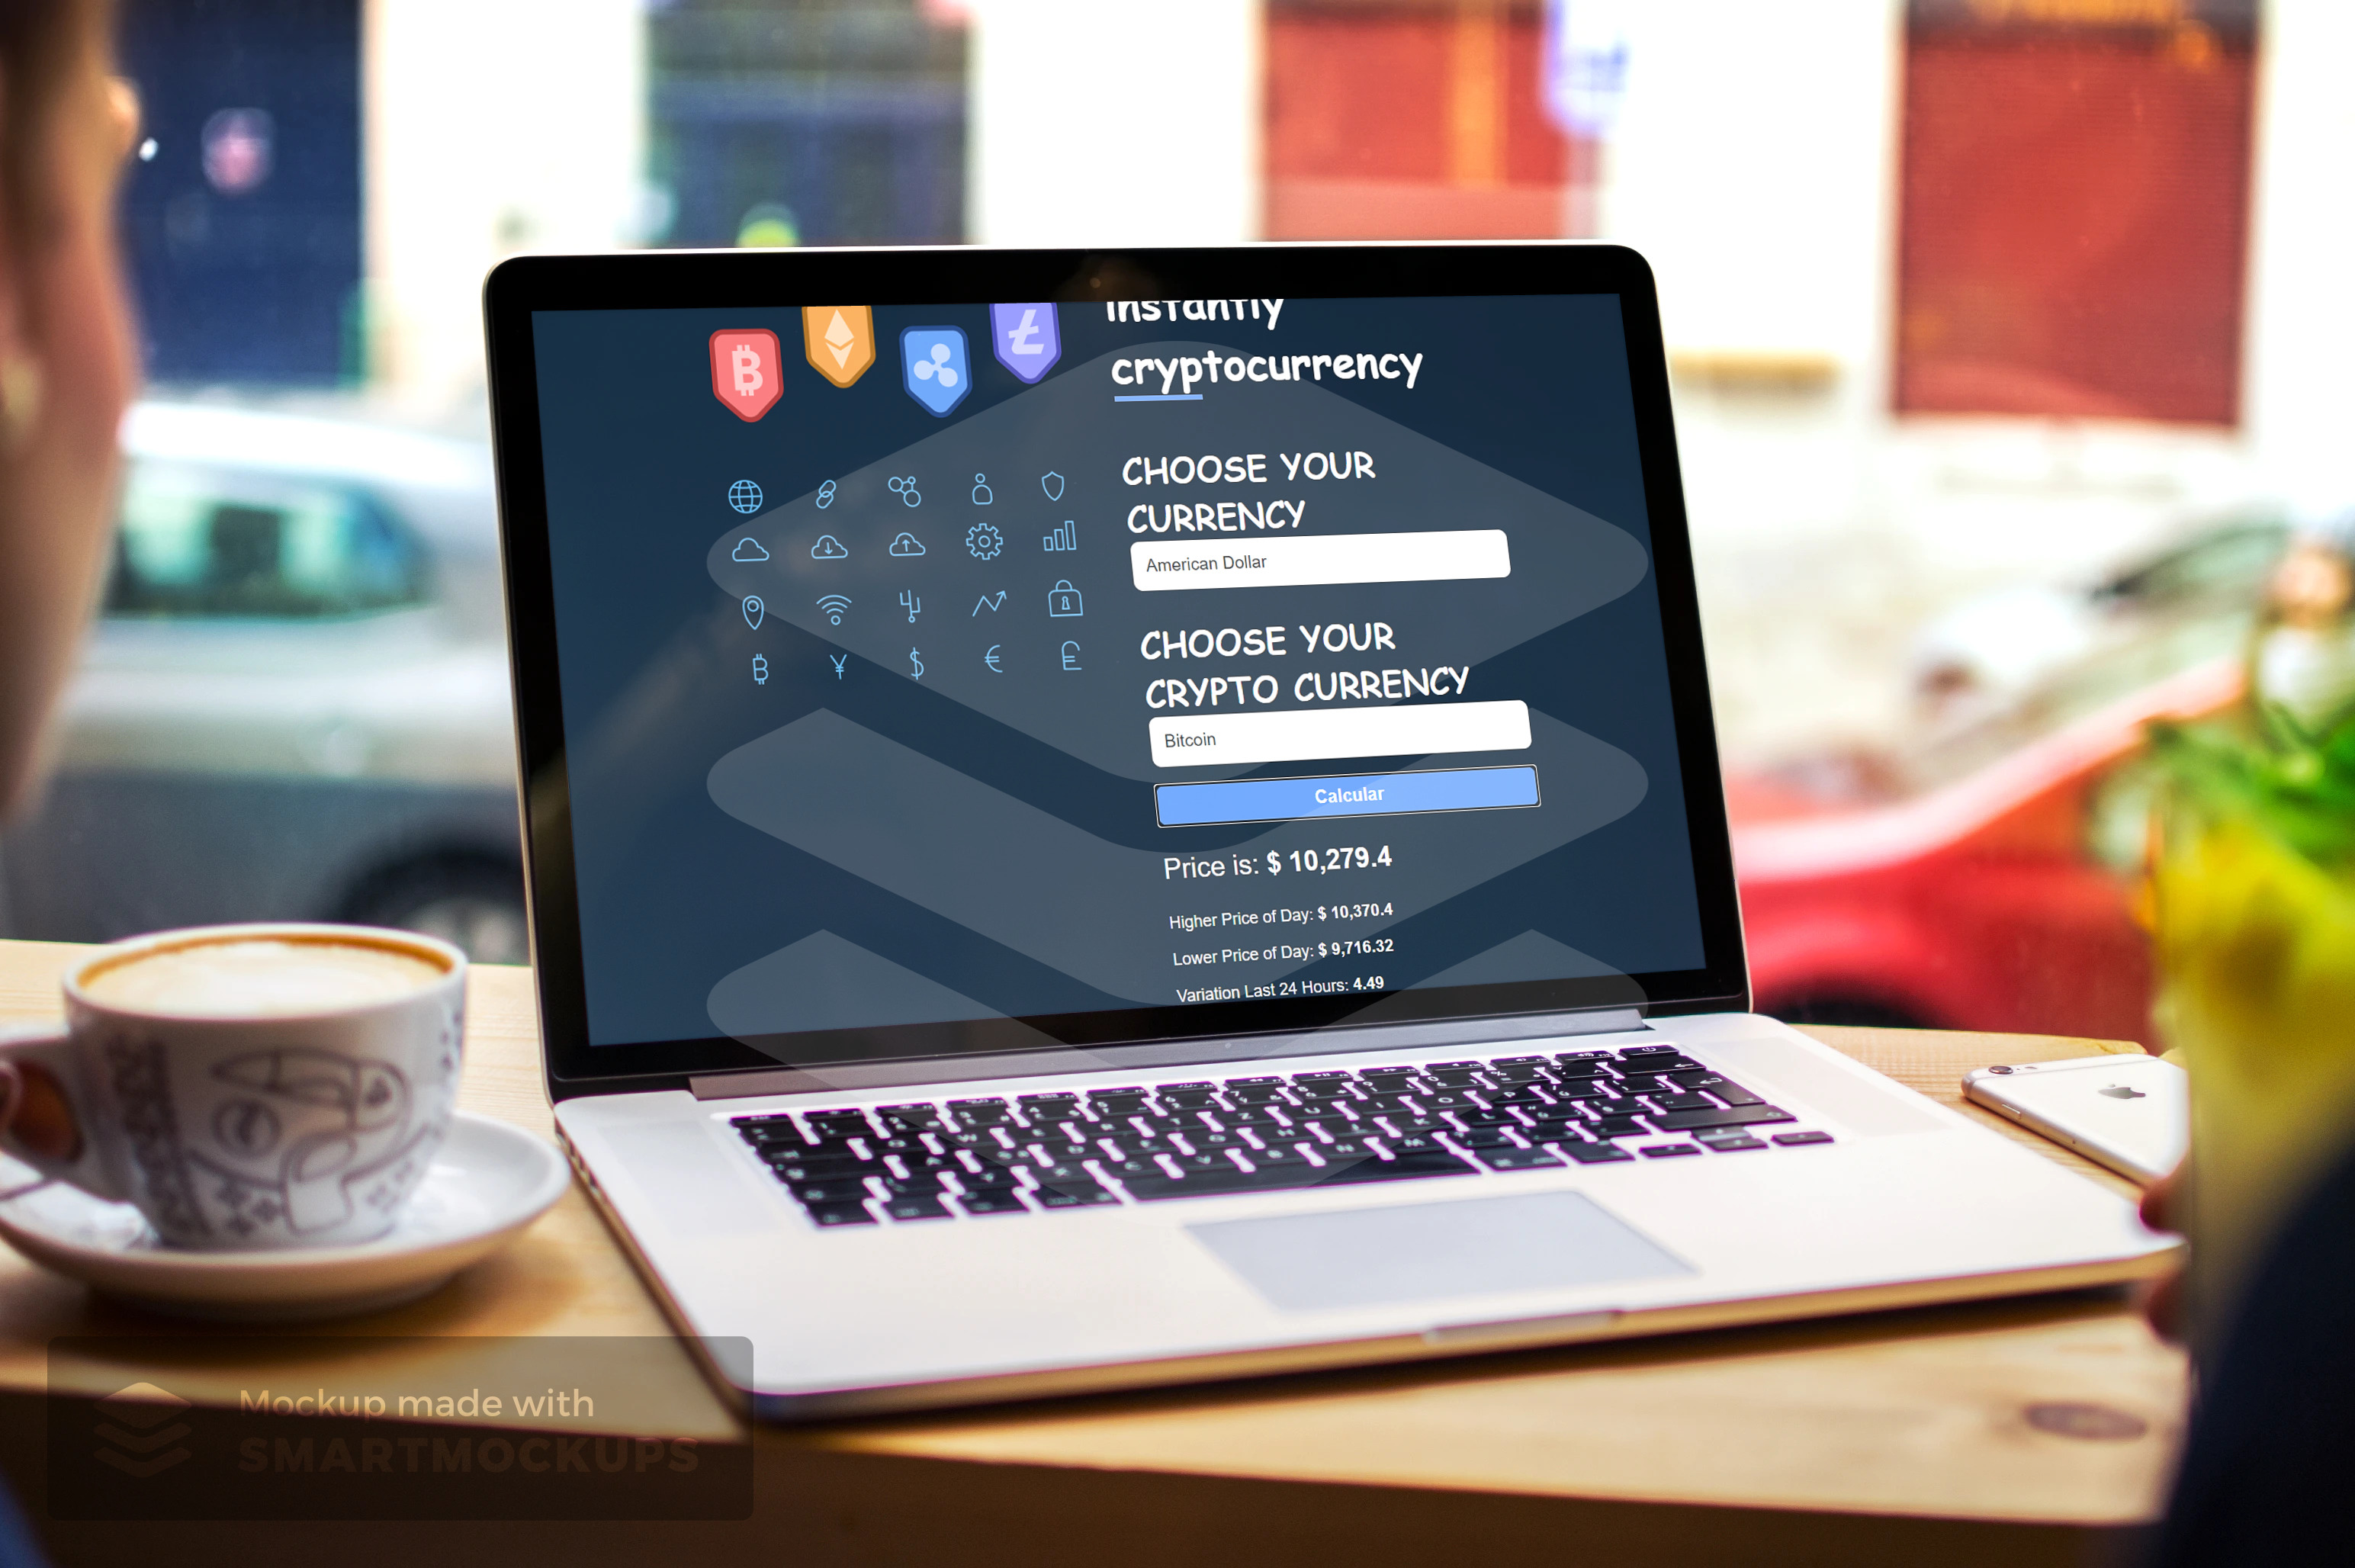 instantly
cryptocurrency
CHOOSE YOUR
CURRENCY
American Dollar
CHOOSE YOUR
CRYPTO CURRENCY
Bitcoin
Calcular
Price is: $ 10,279.4
Higher Price of Day: $ 10,370.4
Lower Price of Day: $ 9,716.32
Variation Last 24 Hours: 4.49
Mockup made with
SMARTMOCKUPS